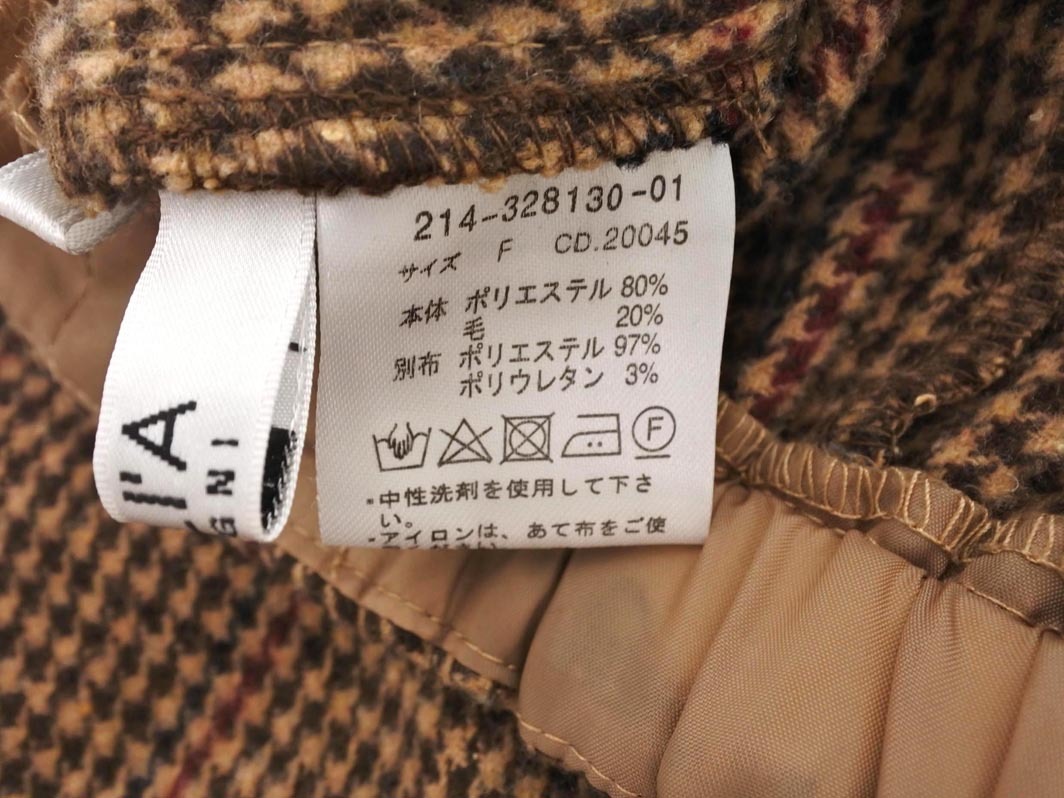 214-328130-01
サイズ F CD.20045
本体 ポリエステル 80%
毛 20%
別布 ポリエステル 97%
ポリウレタン 3%
F
・中性洗剤を使用して下さ
い。
・アイロンは、あて布をご使
GNI